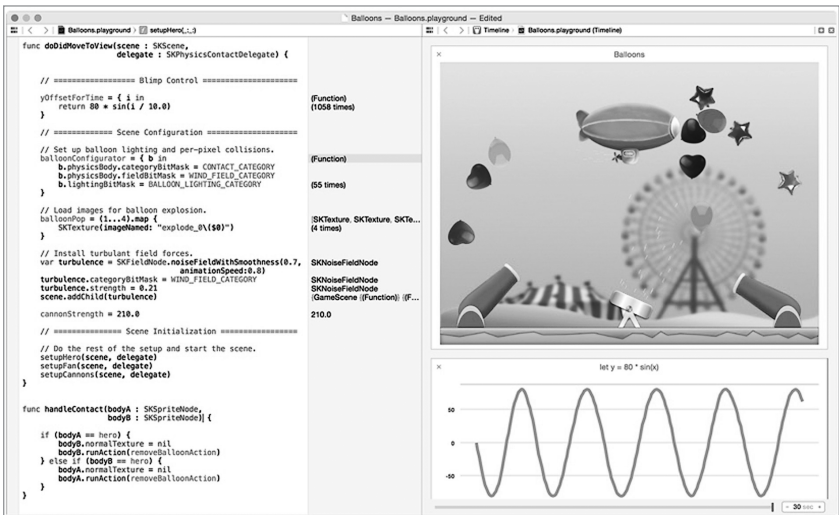 Balloons — Balloons.playground — Edited
Balloons.playground > setupHero(_:_:)
Timeline > Balloons.playground (Timeline)
func doDidMoveToView(scene : SKScene,
delegate : SKPhysicsContactDelegate) {
// ================== Blimp Control =====================
yOffsetForTime = { i in
(Function)
return 80 * sin(i / 10.0)
(1058 times)
}
// ============= Scene Configuration ====================
// Set up balloon lighting and per-pixel collisions.
balloonConfigurator = { b in
(Function)
b.physicsBody.categoryBitMask = CONTACT_CATEGORY
b.physicsBody.fieldBitMask = WIND_FIELD_CATEGORY
b.lightingBitMask = BALLOON_LIGHTING_CATEGORY
(55 times)
}
// Load images for balloon explosion.
balloonPop = (1...4).map {
[SKTexture, SKTexture, SKTe...
SKTexture(imageNamed: "explode_0\($0)")
(4 times)
}
// Install turbulant field forces.
var turbulence = SKFieldNode.noiseFieldWithSmoothness(0.7,
SKNoiseFieldNode
animationSpeed:0.8)
turbulence.categoryBitMask = WIND_FIELD_CATEGORY
SKNoiseFieldNode
turbulence.strength = 0.21
SKNoiseFieldNode
scene.addChild(turbulence)
{GameScene {(Function)} {(F...
cannonStrength = 210.0
210.0
// =============== Scene Initialization =================
// Do the rest of the setup and start the scene.
setupHero(scene, delegate)
setupFan(scene, delegate)
setupCannons(scene, delegate)
}
func handleContact(bodyA : SKSpriteNode,
bodyB : SKSpriteNode) {
if (bodyA == hero) {
bodyB.normalTexture = nil
bodyB.runAction(removeBalloonAction)
} else if (bodyB == hero) {
bodyA.normalTexture = nil
bodyA.runAction(removeBalloonAction)
}
}
Balloons
let y = 80 * sin(x)
50
0
-50
- 30 sec +